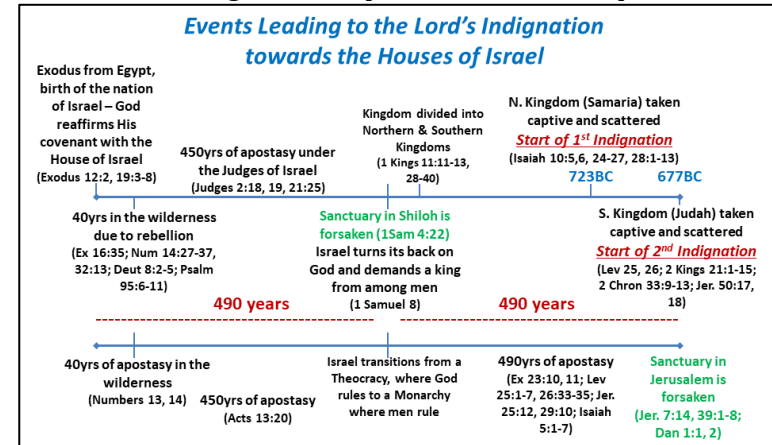 Events Leading to the Lord's Indignation
towards the Houses of Israel
Exodus from Egypt,
birth of the nation
of Israel – God
reaffirms His
covenant with the
House of Israel
(Exodus 12:2, 19:3-8)
450yrs of apostasy under
the Judges of Israel
(Judges 2:18, 19, 21:25)
Kingdom divided into
Northern & Southern
Kingdoms
(1 Kings 11:11-13,
28-40)
N. Kingdom (Samaria) taken
captive and scattered
Start of 1st Indignation
(Isaiah 10:5,6, 24-27, 28:1-13)
723BC
677BC
40yrs in the wilderness
due to rebellion
(Ex 16:35; Num 14:27-37,
32:13; Deut 8:2-5; Psalm
95:6-11)
Sanctuary in Shiloh is
forsaken (1Sam 4:22)
Israel turns its back on
God and demands a king
from among men
(1 Samuel 8)
S. Kingdom (Judah) taken
captive and scattered
Start of 2nd Indignation
(Lev 25, 26; 2 Kings 21:1-15;
2 Chron 33:9-13; Jer. 50:17,
18)
490 years
490 years
40yrs of apostasy in the
wilderness
(Numbers 13, 14)
450yrs of apostasy
(Acts 13:20)
Israel transitions from a
Theocracy, where God
rules to a Monarchy
where men rule
490yrs of apostasy
(Ex 23:10, 11; Lev
25:1-7, 26:33-35; Jer.
25:12, 29:10; Isaiah
5:1-7)
Sanctuary in
Jerusalem is
forsaken
(Jer. 7:14, 39:1-8;
Dan 1:1, 2)